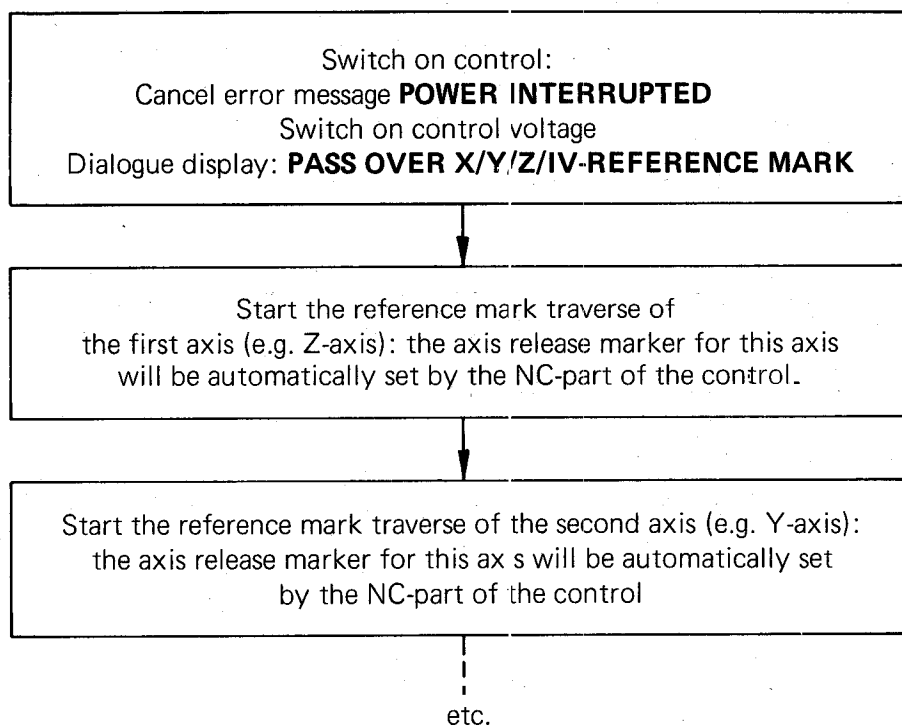 Switch on control:
Cancel error message POWER INTERRUPTED
Switch on control voltage
Dialogue display: PASS OVER X/Y/Z/IV-REFERENCE MARK
Start the reference mark traverse of
the first axis (e.g. Z-axis): the axis release marker for this axis
will be automatically set by the NC-part of the control.
Start the reference mark traverse of the second axis (e.g. Y-axis):
the axis release marker for this ax s will be automatically set
by the NC-part of the control
etc.